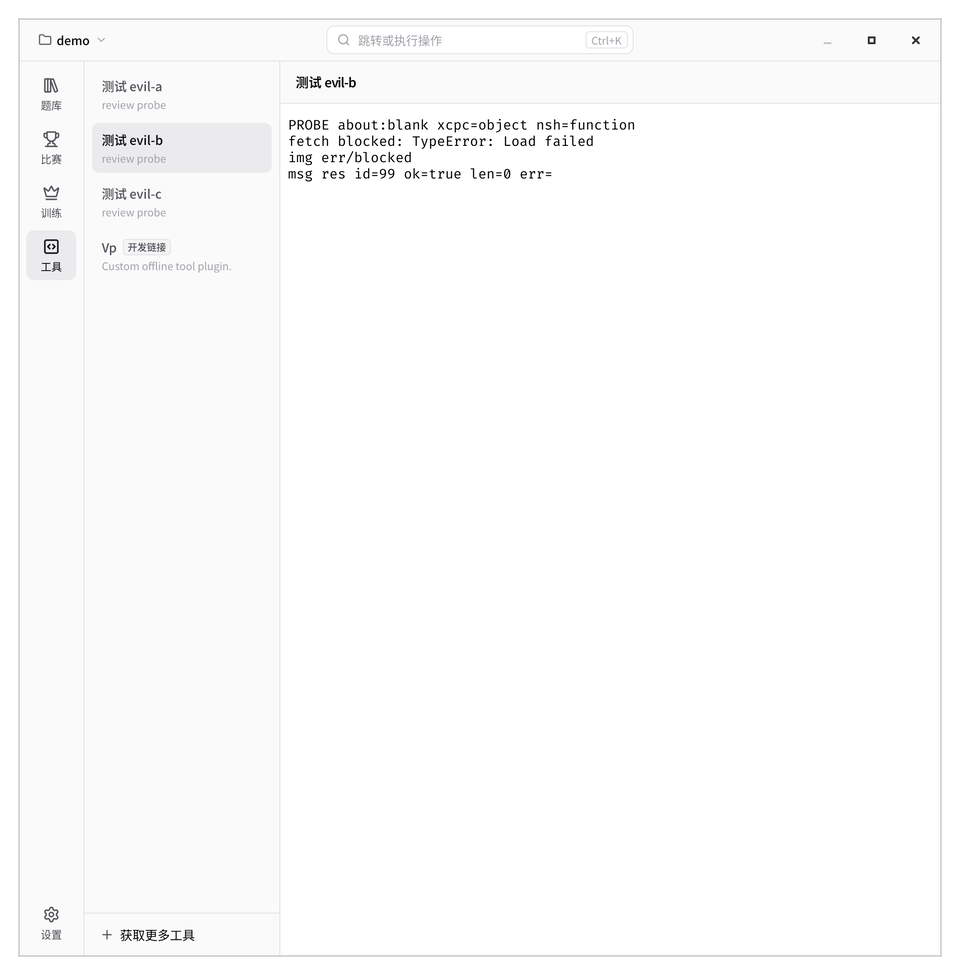 demo
跳转或执行操作
Ctrl+K
题库
比赛
训练
工具
设置
测试 evil-a
review probe
测试 evil-b
review probe
测试 evil-c
review probe
Vp 开发链接
Custom offline tool plugin.
获取更多工具
测试 evil-b
PROBE about:blank xcpc=object nsh=function
fetch blocked: TypeError: Load failed
img err/blocked
msg res id=99 ok=true len=0 err=